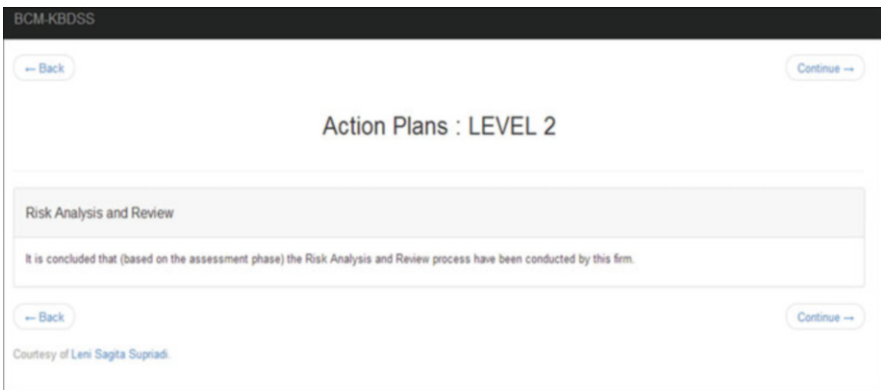 BCM-KBDSS
← Back
Continue →
Action Plans : LEVEL 2
Risk Analysis and Review
It is concluded that (based on the assessment phase) the Risk Analysis and Review process have been conducted by this firm.
← Back
Continue →
Courtesy of Leni Sagita Supriadi.